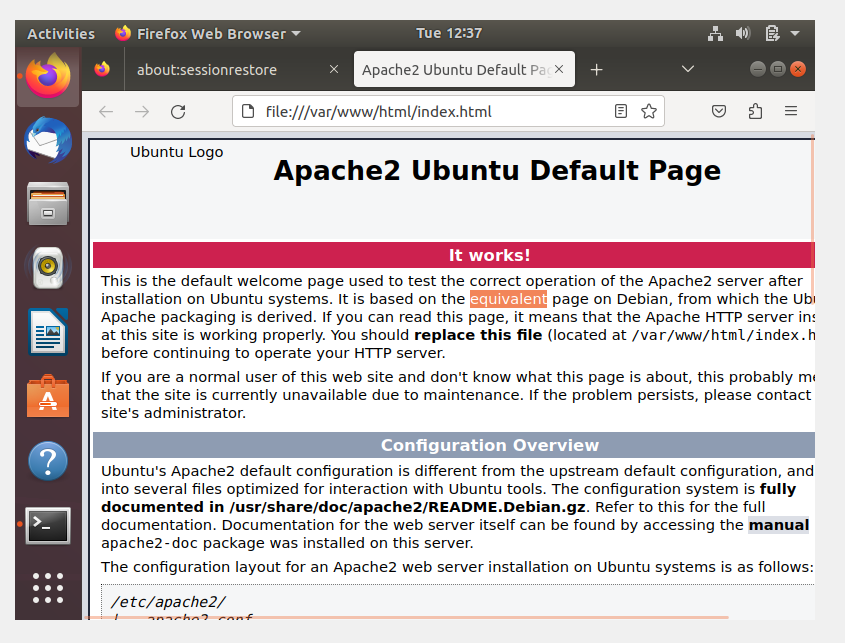 Activities Firefox Web Browser Tue 12:37
about:sessionrestore Apache2 Ubuntu Default Pag
file:///var/www/html/index.html
Ubuntu Logo
Apache2 Ubuntu Default Page
It works!
This is the default welcome page used to test the correct operation of the Apache2 server after
installation on Ubuntu systems. It is based on the equivalent page on Debian, from which the Ubu
Apache packaging is derived. If you can read this page, it means that the Apache HTTP server ins
at this site is working properly. You should replace this file (located at /var/www/html/index.h
before continuing to operate your HTTP server.
If you are a normal user of this web site and don't know what this page is about, this probably me
that the site is currently unavailable due to maintenance. If the problem persists, please contact
site's administrator.
Configuration Overview
Ubuntu's Apache2 default configuration is different from the upstream default configuration, and
into several files optimized for interaction with Ubuntu tools. The configuration system is fully
documented in /usr/share/doc/apache2/README.Debian.gz. Refer to this for the full
documentation. Documentation for the web server itself can be found by accessing the manual
apache2-doc package was installed on this server.
The configuration layout for an Apache2 web server installation on Ubuntu systems is as follows:
/etc/apache2/
|-- apache2.conf